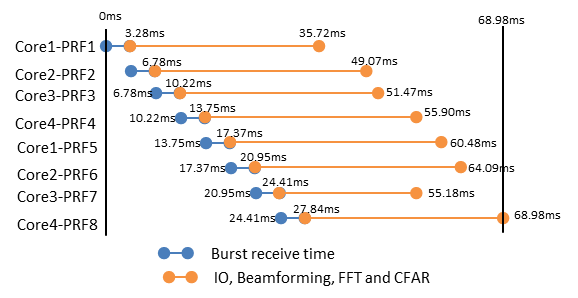 0ms
68.98ms
Core1-PRF1 3.28ms 35.72ms
Core2-PRF2 6.78ms 49.07ms
Core3-PRF3 6.78ms 10.22ms 51.47ms
Core4-PRF4 10.22ms 13.75ms 55.90ms
Core1-PRF5 13.75ms 17.37ms 60.48ms
Core2-PRF6 17.37ms 20.95ms 64.09ms
Core3-PRF7 20.95ms 24.41ms 55.18ms
Core4-PRF8 24.41ms 27.84ms 68.98ms
Burst receive time
IO, Beamforming, FFT and CFAR